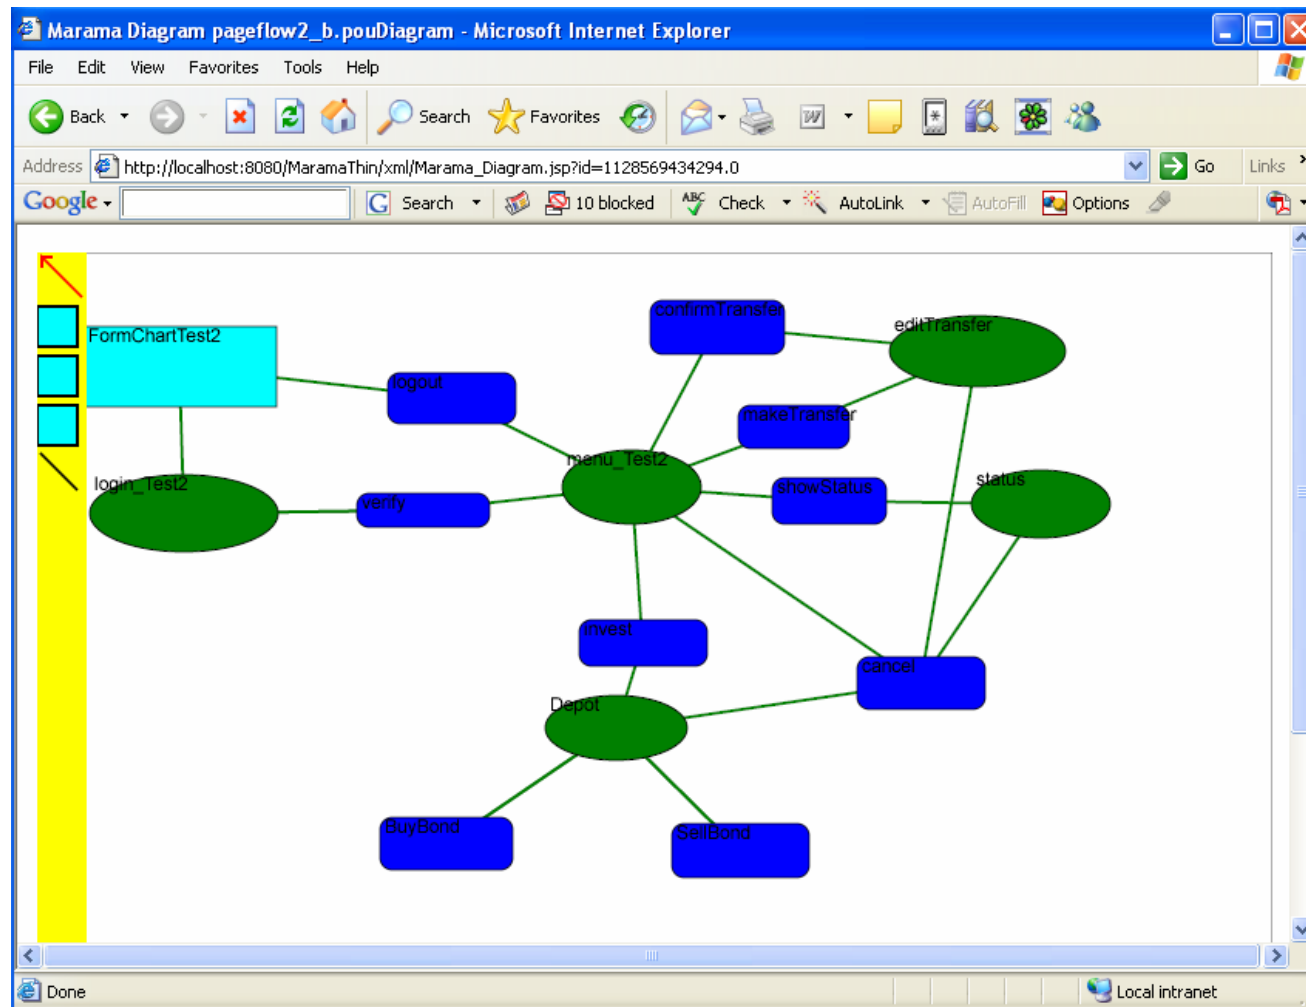 Marama Diagram pageflow2_b.pouDiagram - Microsoft Internet Explorer
File Edit View Favorites Tools Help
Back Search Favorites W
Address http://localhost:8080/MaramaThin/xml/Marama_Diagram.jsp?id=1128569434294.0 Go Links »
Google G Search 10 blocked ABC Check AutoLink AutoFill Options
confirmTransfer
editTransfer
FormChartTest2
logout
makeTransfer
menu_Test2
login_Test2
showStatus
status
verify
invest
cancel
Depot
BuyBond
SellBond
Done Local intranet